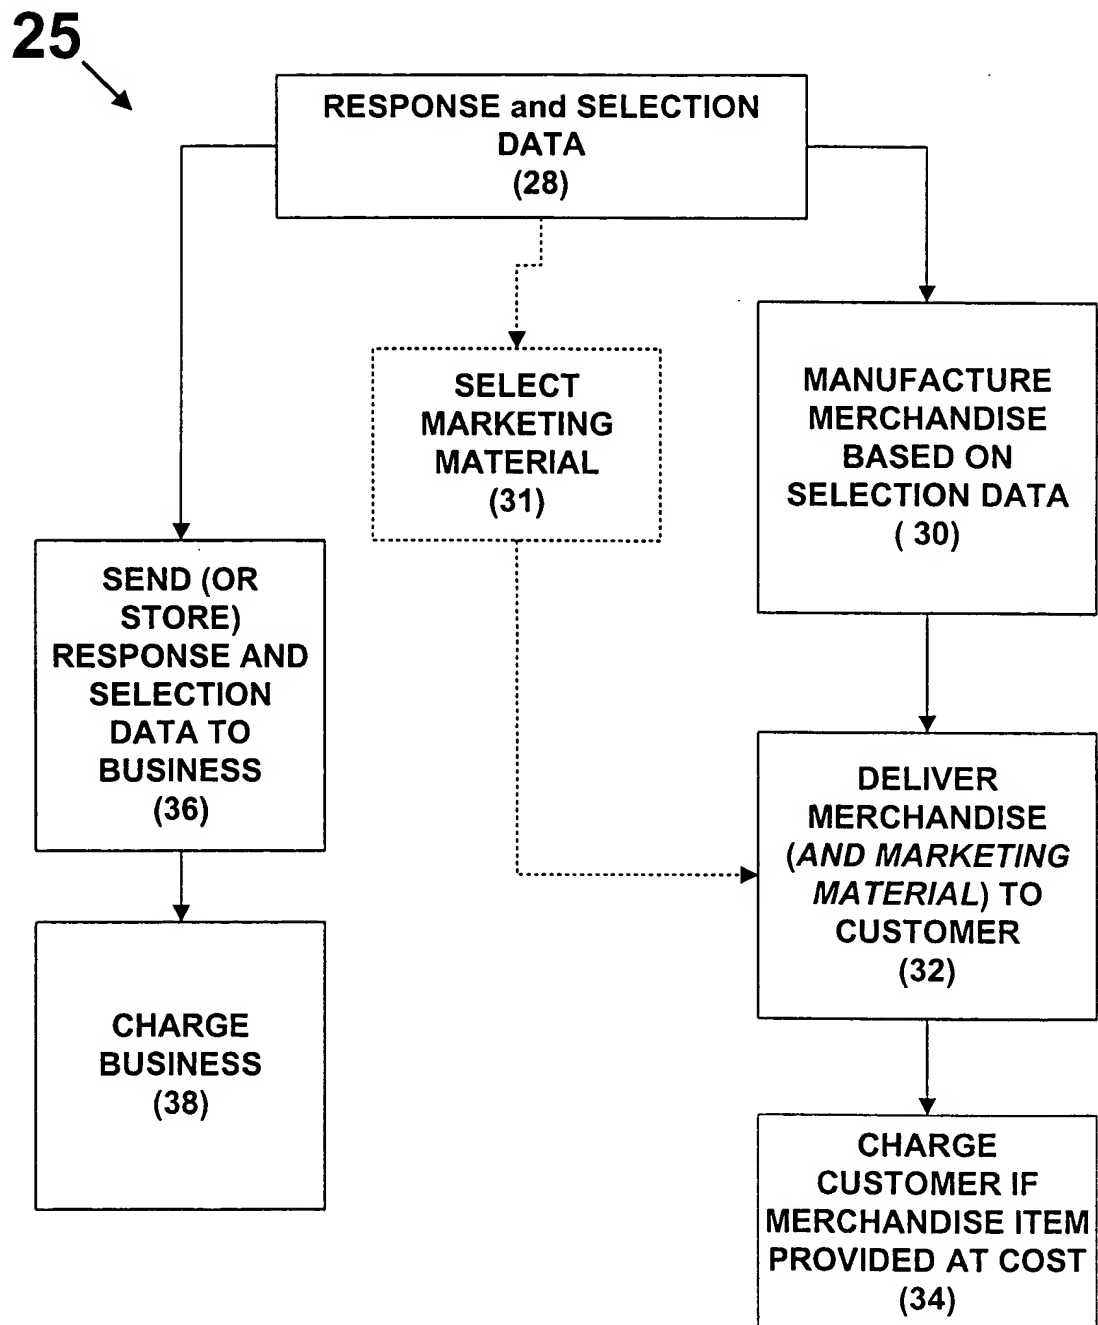 25
RESPONSE and SELECTION
DATA
(28)
SELECT
MARKETING
MATERIAL
(31)
MANUFACTURE
MERCHANDISE
BASED ON
SELECTION DATA
( 30)
SEND (OR
STORE)
RESPONSE AND
SELECTION
DATA TO
BUSINESS
(36)
DELIVER
MERCHANDISE
(AND MARKETING
MATERIAL) TO
CUSTOMER
(32)
CHARGE
BUSINESS
(38)
CHARGE
CUSTOMER IF
MERCHANDISE ITEM
PROVIDED AT COST
(34)